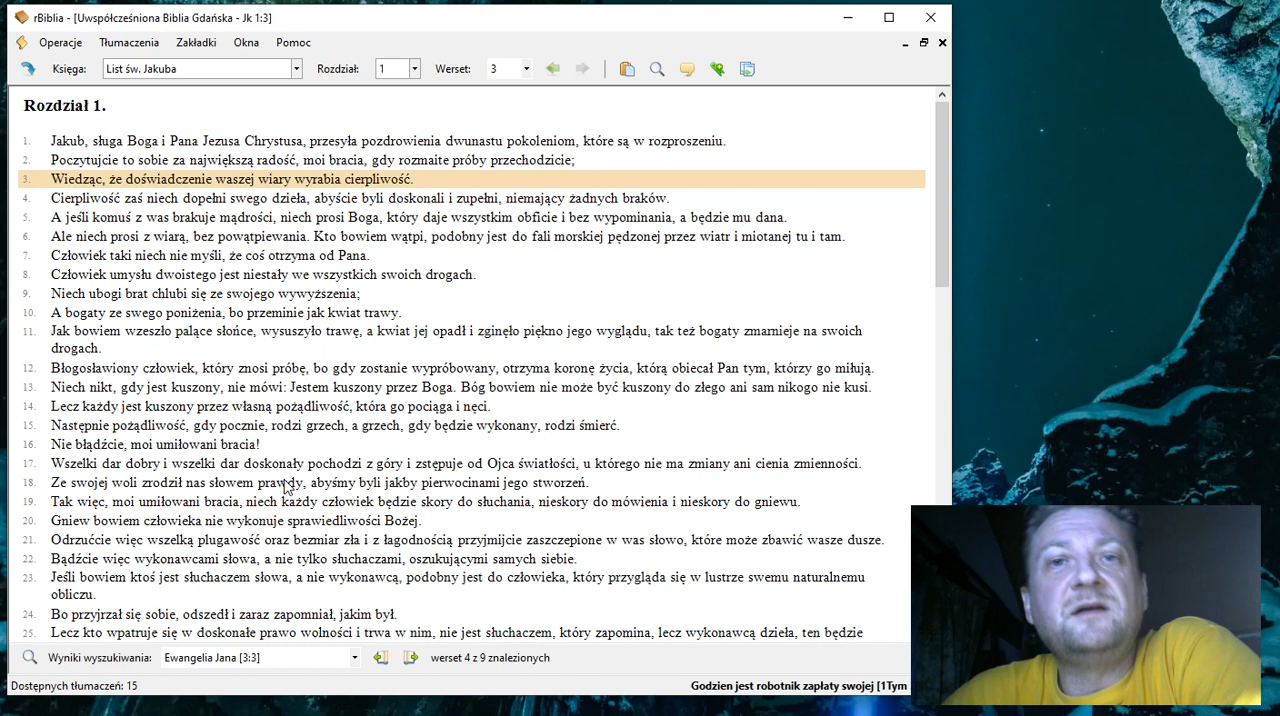 rBiblia - [Uwspółcześniona Biblia Gdańska - Jk 1:3]
Operacje Tłumaczenia Zakładki Okna Pomoc
Księga: List św. Jakuba Rozdział: 1 Werset: 3
Rozdział 1.
1. Jakub, sługa Boga i Pana Jezusa Chrystusa, przesyła pozdrowienia dwunastu pokoleniom, które są w rozproszeniu.
2. Poczytujcie to sobie za największą radość, moi bracia, gdy rozmaite próby przechodzicie;
3. Wiedząc, że doświadczenie waszej wiary wyrabia cierpliwość.
4. Cierpliwość zaś niech dopełni swego dzieła, abyście byli doskonali i zupełni, niemający żadnych braków.
5. A jeśli komuś z was brakuje mądrości, niech prosi Boga, który daje wszystkim obficie i bez wypominania, a będzie mu dana.
6. Ale niech prosi z wiarą, bez powątpiewania. Kto bowiem wątpi, podobny jest do fali morskiej pędzonej przez wiatr i miotanej tu i tam.
7. Człowiek taki niech nie myśli, że coś otrzyma od Pana.
8. Człowiek umysłu dwoistego jest niestały we wszystkich swoich drogach.
9. Niech ubogi brat chlubi się ze swojego wywyższenia;
10. A bogaty ze swego poniżenia, bo przeminie jak kwiat trawy.
11. Jak bowiem wzeszło palące słońce, wysuszyło trawę, a kwiat jej opadł i zginęło piękno jego wyglądu, tak też bogaty zmarnieje na swoich
drogach.
12. Błogosławiony człowiek, który znosi próbę, bo gdy zostanie wypróbowany, otrzyma koronę życia, którą obiecał Pan tym, którzy go miłują.
13. Niech nikt, gdy jest kuszony, nie mówi: Jestem kuszony przez Boga. Bóg bowiem nie może być kuszony do złego ani sam nikogo nie kusi.
14. Lecz każdy jest kuszony przez własną pożądliwość, która go pociąga i nęci.
15. Następnie pożądliwość, gdy pocznie, rodzi grzech, a grzech, gdy będzie wykonany, rodzi śmierć.
16. Nie błądźcie, moi umiłowani bracia!
17. Wszelki dar dobry i wszelki dar doskonały pochodzi z góry i zstępuje od Ojca światłości, u którego nie ma zmiany ani cienia zmienności.
18. Ze swojej woli zrodził nas słowem prawdy, abyśmy byli jakby pierwocinami jego stworzeń.
19. Tak więc, moi umiłowani bracia, niech każdy człowiek będzie skory do słuchania, nieskory do mówienia i nieskory do gniewu.
20. Gniew bowiem człowieka nie wykonuje sprawiedliwości Bożej.
21. Odrzućcie więc wszelką plugawość oraz bezmiar zła i z łagodnością przyjmijcie zaszczepione w was słowo, które może zbawić wasze dusze.
22. Bądźcie więc wykonawcami słowa, a nie tylko słuchaczami, oszukującymi samych siebie.
23. Jeśli bowiem ktoś jest słuchaczem słowa, a nie wykonawcą, podobny jest do człowieka, który przygląda się w lustrze swemu naturalnemu
obliczu.
24. Bo przyjrzał się sobie, odszedł i zaraz zapomniał, jakim był.
25. Lecz kto wpatruje się w doskonałe prawo wolności i trwa w nim, nie jest słuchaczem, który zapomina, lecz wykonawcą dzieła, ten będzie
Wyniki wyszukiwania: Ewangelia Jana [3:3] werset 4 z 9 znalezionych
Dostępnych tłumaczeń: 15 Godzien jest robotnik zapłaty swojej [1Tym